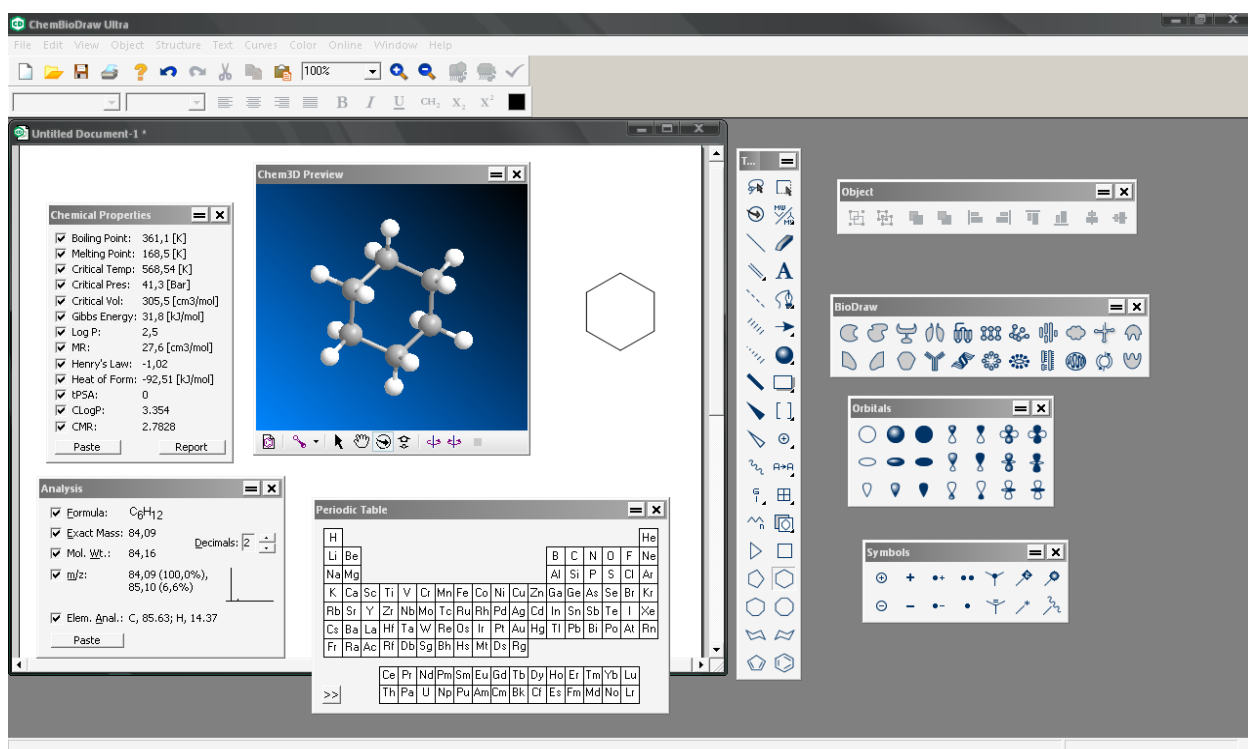 ChemBioDraw Ultra
File Edit View Object Structure Text Curves Color Online Window Help
100%
B I U CH2 X2 X2
Untitled Document-1 *
Chem3D Preview
Chemical Properties
Boiling Point: 361,1 [K]
Melting Point: 168,5 [K]
Critical Temp: 568,54 [K]
Critical Pres: 41,3 [Bar]
Critical Vol: 305,5 [cm3/mol]
Gibbs Energy: 31,8 [kJ/mol]
Log P: 2,5
MR: 27,6 [cm3/mol]
Henry's Law: -1,02
Heat of Form: -92,51 [kJ/mol]
tPSA: 0
CLogP: 3.354
CMR: 2.7828
Paste Report
Analysis
Formula: C6H12
Exact Mass: 84,09
Decimals: 2
Mol. Wt.: 84,16
m/z: 84,09 (100,0%),
85,10 (6,6%)
Elem. Anal.: C, 85.63; H, 14.37
Paste
Periodic Table
H He
Li Be B C N O F Ne
Na Mg Al Si P S Cl Ar
K Ca Sc Ti V Cr Mn Fe Co Ni Cu Zn Ga Ge As Se Br Kr
Rb Sr Y Zr Nb Mo Tc Ru Rh Pd Ag Cd In Sn Sb Te I Xe
Cs Ba La Hf Ta W Re Os Ir Pt Au Hg Tl Pb Bi Po At Rn
Fr Ra Ac Rf Db Sg Bh Hs Mt Ds Rg
Ce Pr Nd Pm Sm Eu Gd Tb Dy Ho Er Tm Yb Lu
>> Th Pa U Np Pu Am Cm Bk Cf Es Fm Md No Lr
T...
A
Object
BioDraw
Orbitals
Symbols